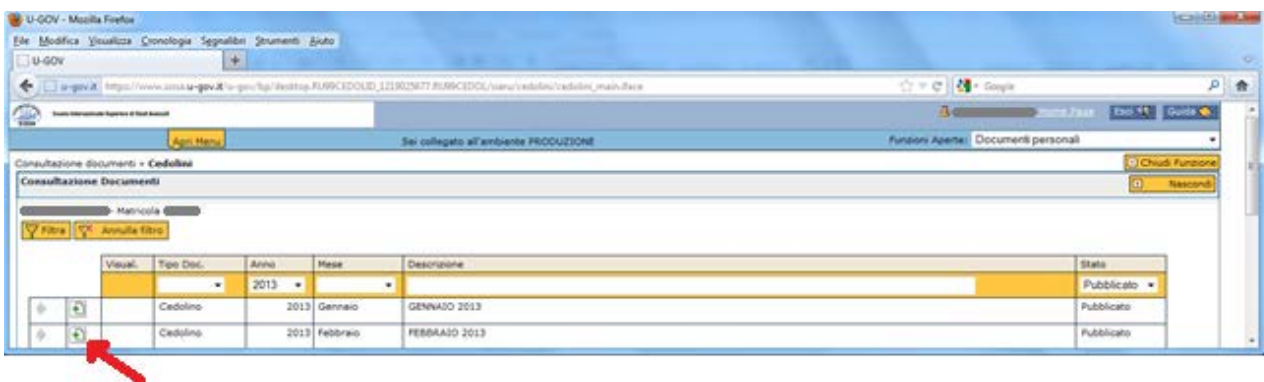 U-GOV - Mozilla Firefox
File Modifica Visualizza Cronologia Segnalibri Strumenti Aiuto
U-GOV +
Google
Home Page Esci Guida
Apri Menu Sei collegato all'ambiente PRODUZIONE Funzioni Aperte: Documenti personali
Consultazione documenti » Cedolini Chiudi Funzione
Consultazione Documenti Nascondi
- Matricola
Filtra Annulla filtro
Visual. Tipo Doc. Anno Mese Descrizione Stato
2013 Pubblicato
Cedolino 2013 Gennaio GENNAIO 2013 Pubblicato
Cedolino 2013 Febbraio FEBBRAIO 2013 Pubblicato